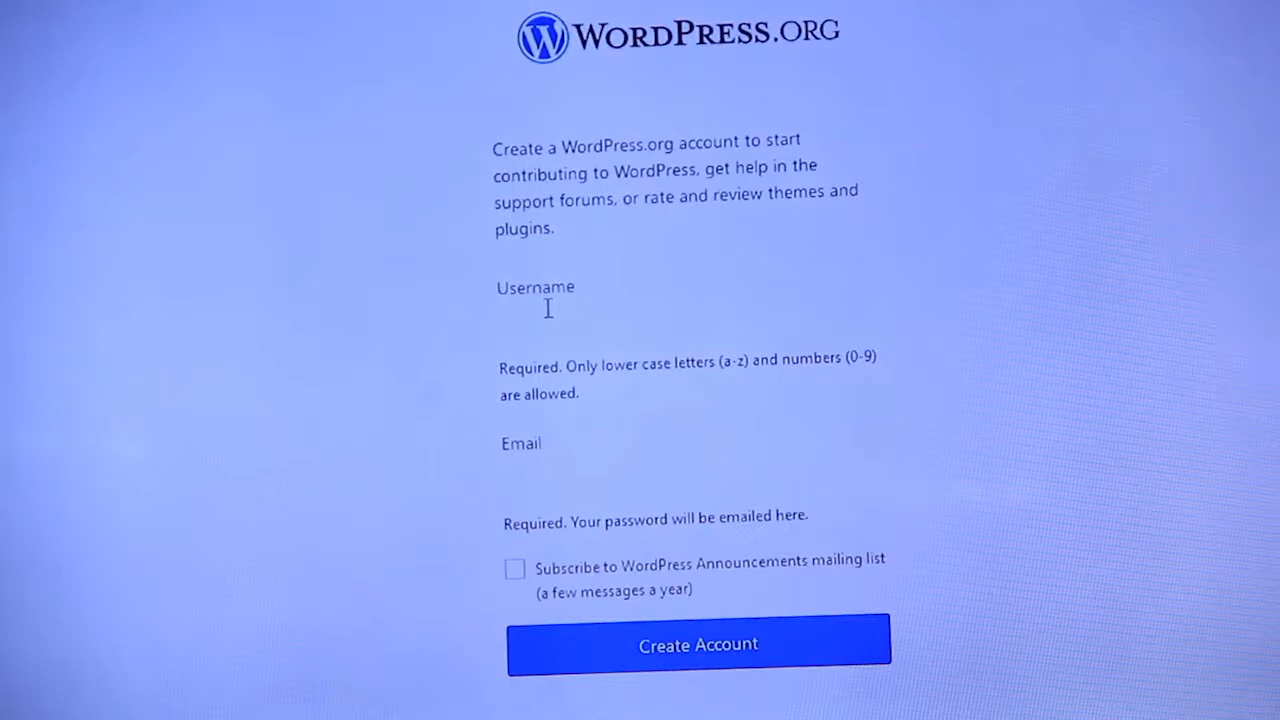 WORDPRESS.ORG
Create a WordPress.org account to start
contributing to WordPress, get help in the
support forums, or rate and review themes and
plugins.
Username
Required. Only lower case letters (a-z) and numbers (0-9)
are allowed.
Email
Required. Your password will be emailed here.
Subscribe to WordPress Announcements mailing list
(a few messages a year)
Create Account